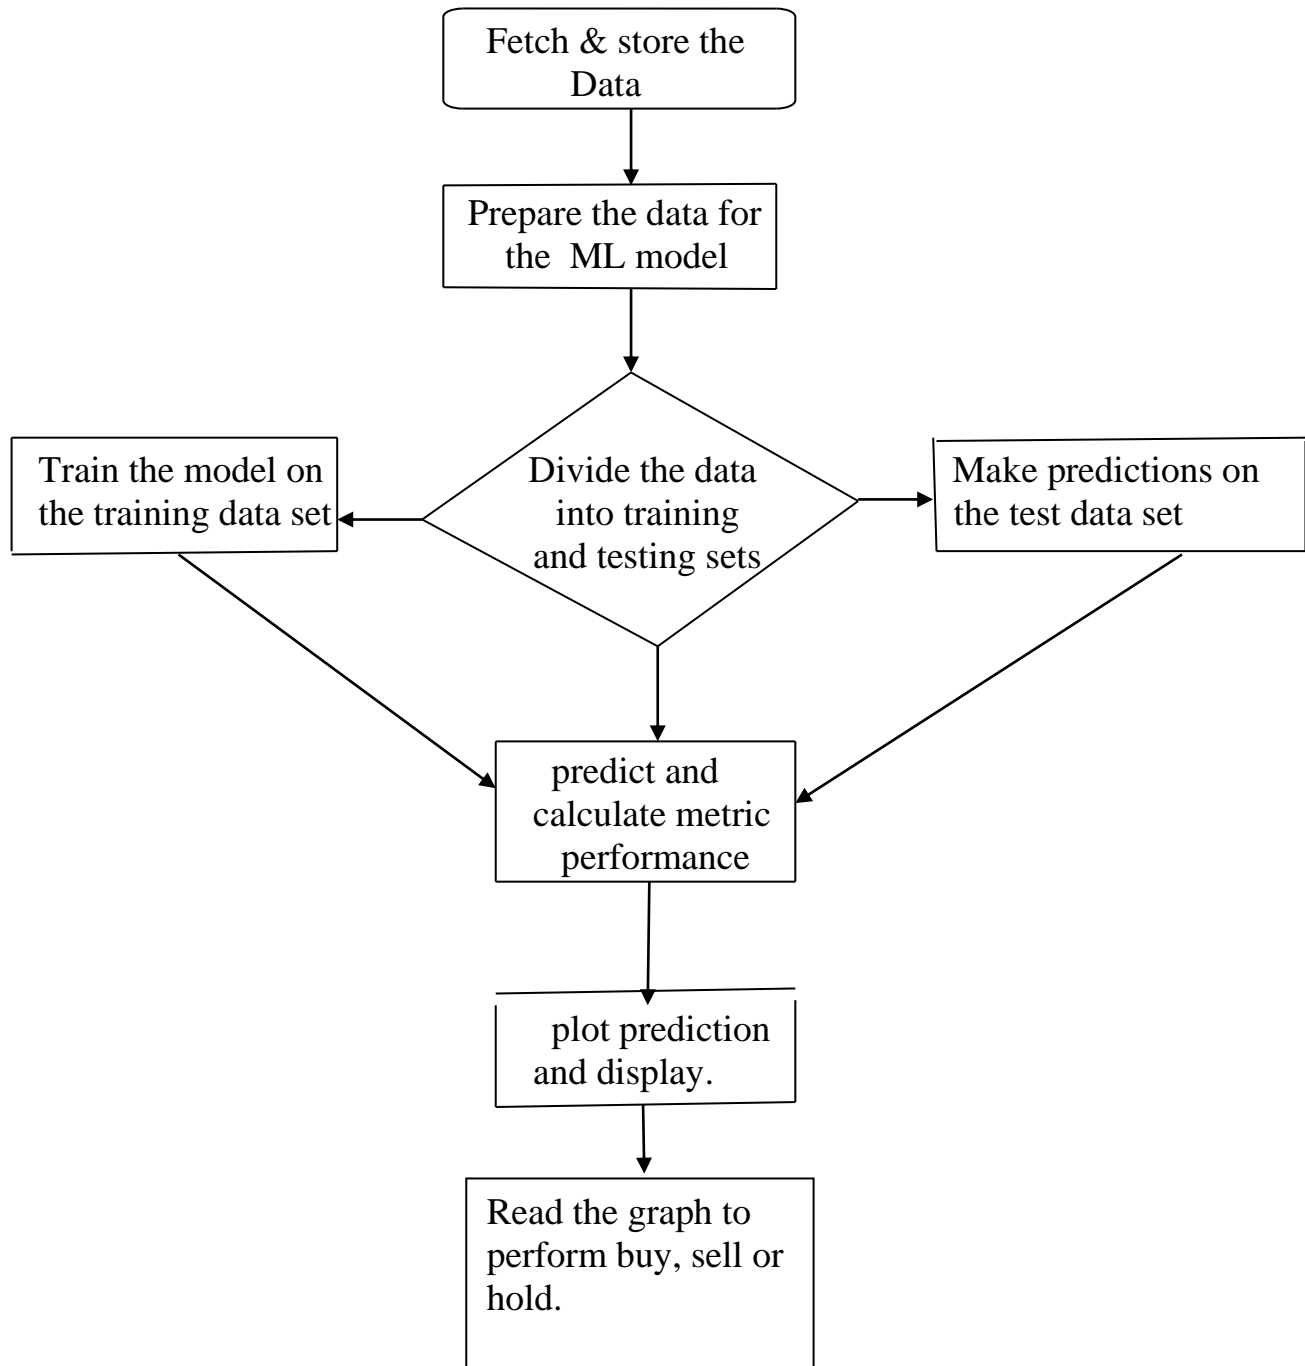 Fetch & store the
Data
Prepare the data for
the ML model
Train the model on
the training data set
Divide the data
into training
and testing sets
Make predictions on
the test data set
predict and
calculate metric
performance
plot prediction
and display.
Read the graph to
perform buy, sell or
hold.